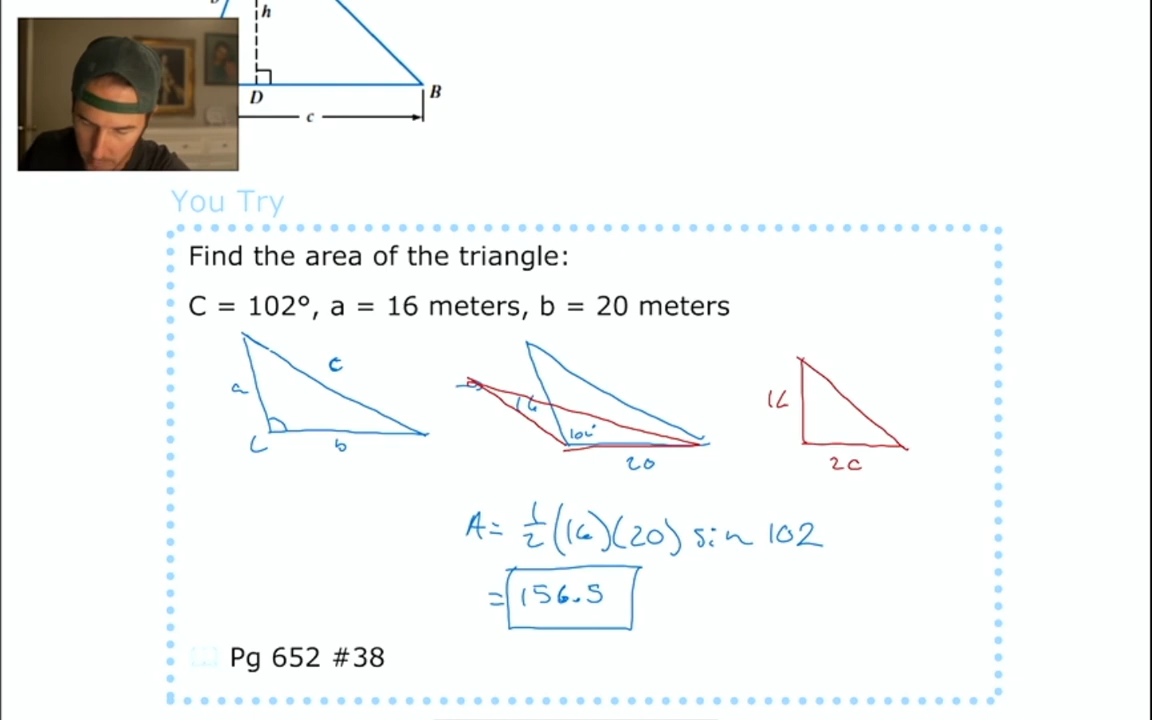 h
D
B
c
You Try
Find the area of the triangle:
C = 102°, a = 16 meters, b = 20 meters
a
c
C
b
16
102°
20
16
20
A = 1/2 (16)(20) sin 102
= 156.5
Pg 652 #38